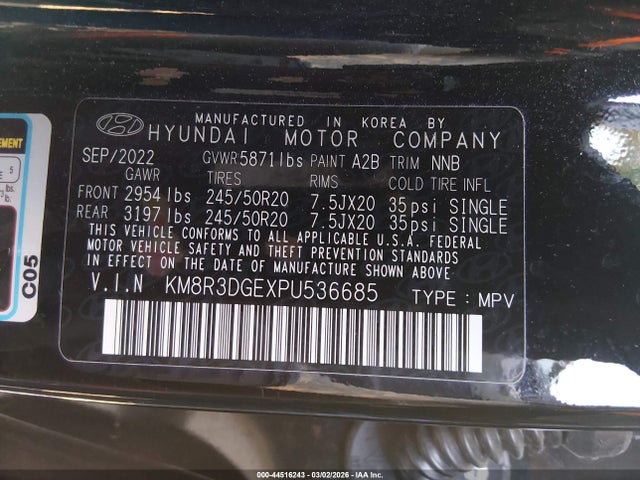 MANUFACTURED IN KOREA BY
HYUNDAI MOTOR COMPANY
SEP/2022 GVWR 5871lbs PAINT A2B TRIM NNB
GAWR TIRES RIMS COLD TIRE INFL
FRONT 2954 lbs 245/50R20 7.5JX20 35psi SINGLE
REAR 3197 lbs 245/50R20 7.5JX20 35psi SINGLE
THIS VEHICLE CONFORMS TO ALL APPLICABLE U.S.A. FEDERAL
MOTOR VEHICLE SAFETY AND THEFT PREVENTION STANDARDS
IN EFFECT ON THE DATE OF MANUFACTURE SHOWN ABOVE.
V.I.N KM8R3DGEXPU536685 TYPE : MPV
5
lbs.
lb.
C05
000-44516243 - 03/02/2026 - IAA Inc.